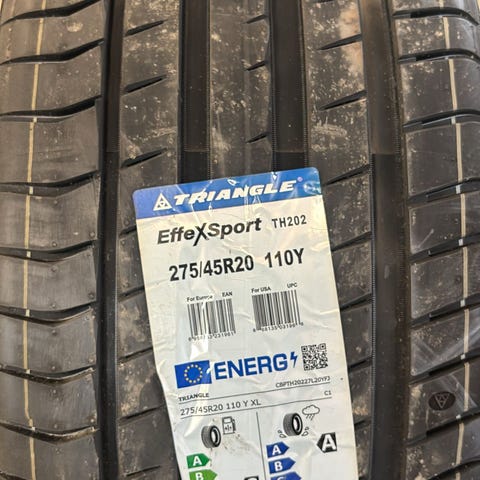 TRIANGLE
EffeXSport TH202
275/45R20 110Y
For Europe EAN
For USA UPC
ENERG
CBPTH20227L20YFJ
TRIANGLE
C1
275/45R20 110 Y XL
A
A
B
A
B